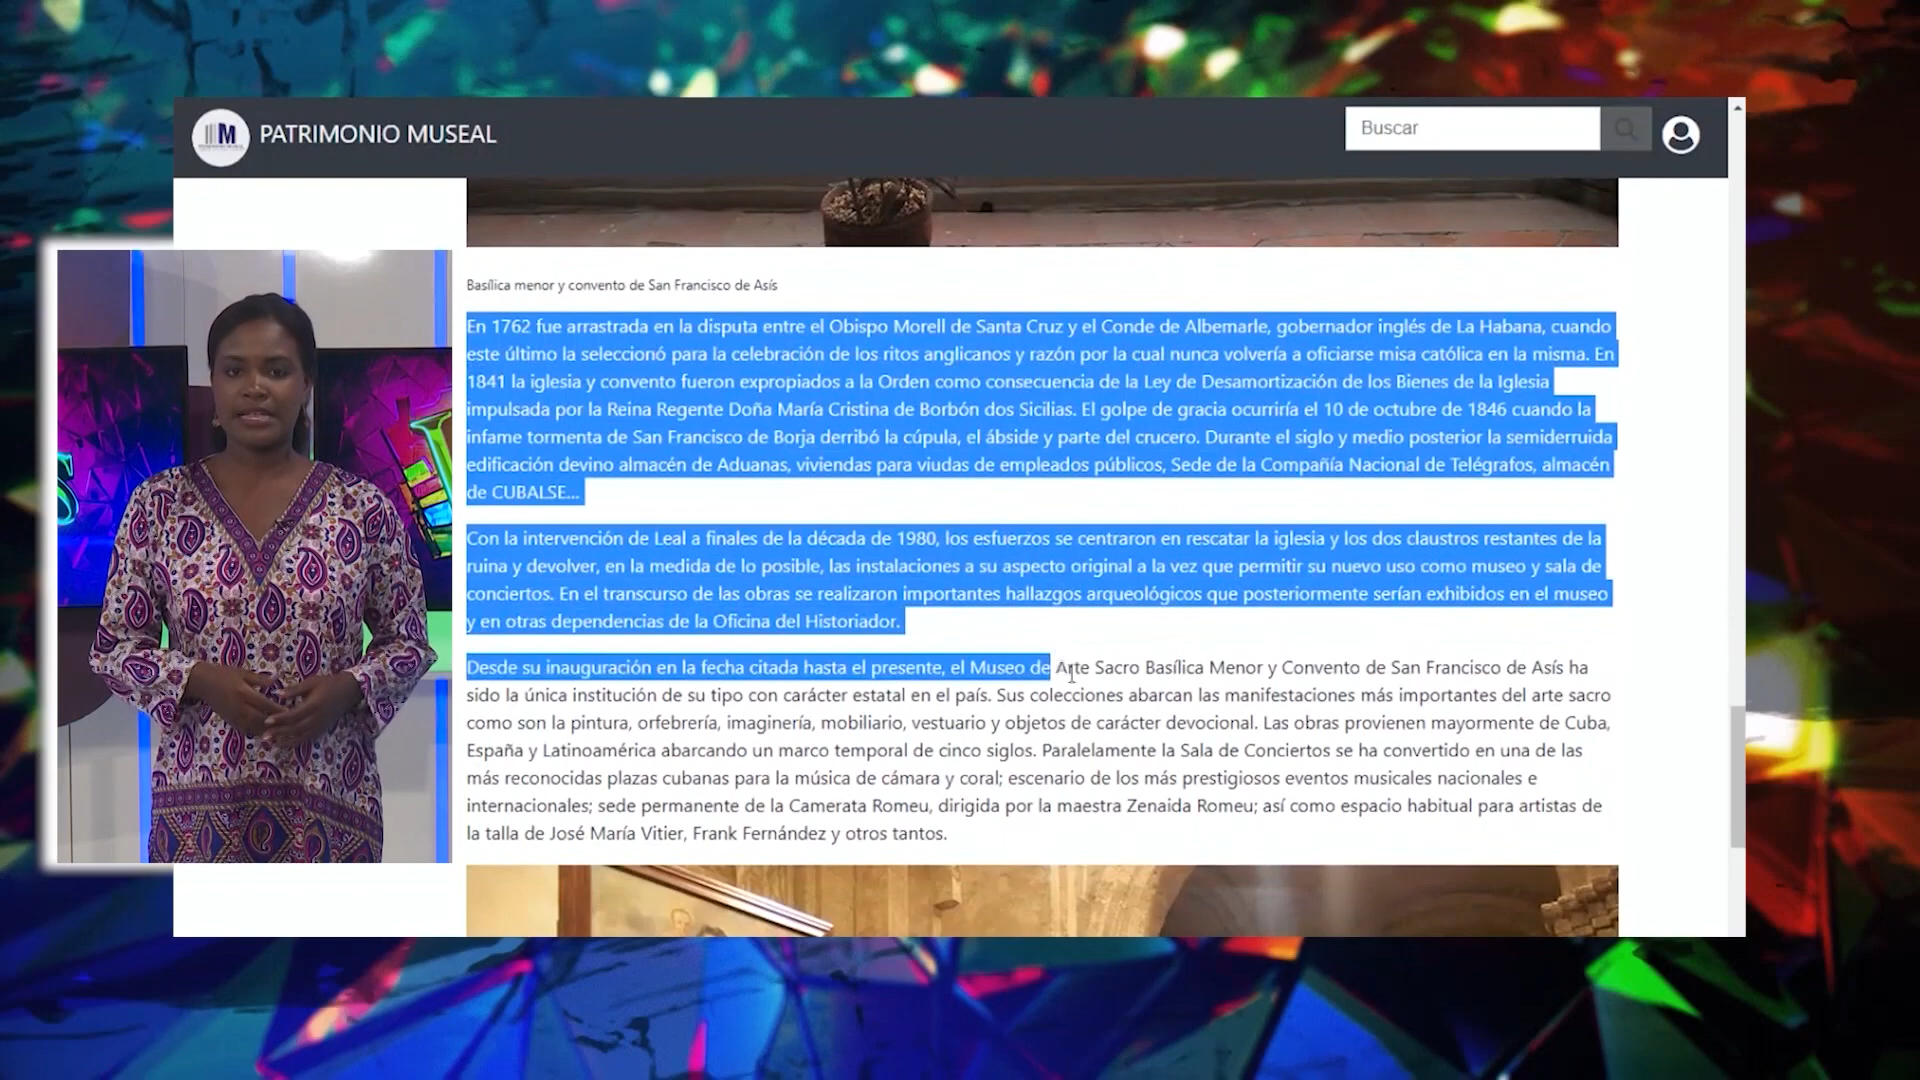 M
PATRIMONIO MUSEAL
Buscar
Basílica menor y convento de San Francisco de Asís
En 1762 fue arrastrada en la disputa entre el Obispo Morell de Santa Cruz y el Conde de Albemarle, gobernador inglés de La Habana, cuando
este último la seleccionó para la celebración de los ritos anglicanos y razón por la cual nunca volvería a oficiarse misa católica en la misma. En
1841 la iglesia y convento fueron expropiados a la Orden como consecuencia de la Ley de Desamortización de los Bienes de la Iglesia
impulsada por la Reina Regente Doña María Cristina de Borbón dos Sicilias. El golpe de gracia ocurriría el 10 de octubre de 1846 cuando la
infame tormenta de San Francisco de Borja derribó la cúpula, el ábside y parte del crucero. Durante el siglo y medio posterior la semiderruida
edificación devino almacén de Aduanas, viviendas para viudas de empleados públicos, Sede de la Compañía Nacional de Telégrafos, almacén
de CUBALSE...
Con la intervención de Leal a finales de la década de 1980, los esfuerzos se centraron en rescatar la iglesia y los dos claustros restantes de la
ruina y devolver, en la medida de lo posible, las instalaciones a su aspecto original a la vez que permitir su nuevo uso como museo y sala de
conciertos. En el transcurso de las obras se realizaron importantes hallazgos arqueológicos que posteriormente serían exhibidos en el museo
y en otras dependencias de la Oficina del Historiador.
Desde su inauguración en la fecha citada hasta el presente, el Museo de Arte Sacro Basílica Menor y Convento de San Francisco de Asís ha
sido la única institución de su tipo con carácter estatal en el país. Sus colecciones abarcan las manifestaciones más importantes del arte sacro
como son la pintura, orfebrería, imaginería, mobiliario, vestuario y objetos de carácter devocional. Las obras provienen mayormente de Cuba,
España y Latinoamérica abarcando un marco temporal de cinco siglos. Paralelamente la Sala de Conciertos se ha convertido en una de las
más reconocidas plazas cubanas para la música de cámara y coral; escenario de los más prestigiosos eventos musicales nacionales e
internacionales; sede permanente de la Camerata Romeu, dirigida por la maestra Zenaida Romeu; así como espacio habitual para artistas de
la talla de José María Vitier, Frank Fernández y otros tantos.